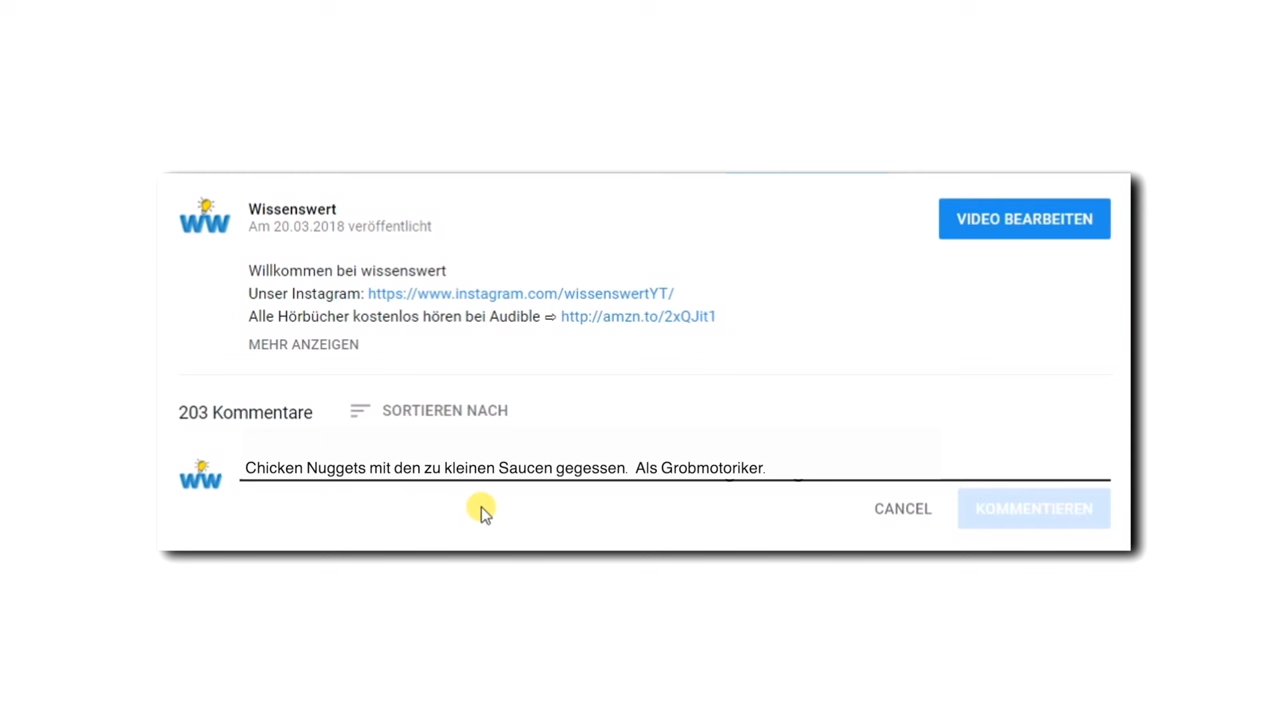 WW
Wissenswert
Am 20.03.2018 veröffentlicht
VIDEO BEARBEITEN
Willkommen bei wissenswert
Unser Instagram: https://www.instagram.com/wissenswertYT/
Alle Hörbücher kostenlos hören bei Audible ⇨ http://amzn.to/2xQJit1
MEHR ANZEIGEN
203 Kommentare
SORTIEREN NACH
WW
Chicken Nuggets mit den zu kleinen Saucen gegessen. Als Grobmotoriker.
CANCEL
KOMMENTIEREN